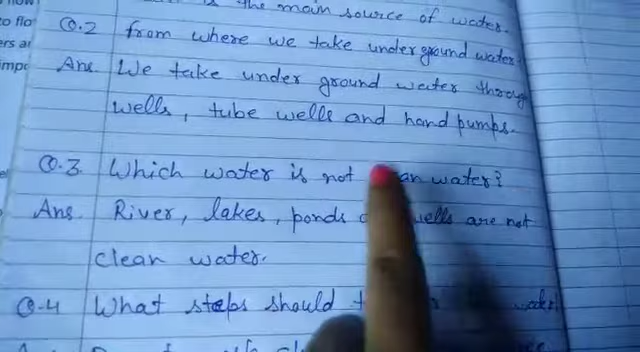 the main source of water.
Q.2 from where we take underground water
Ans. We take under ground water through
wells, tube wells and hand pumps.
Q.3. Which water is not water?
Ans. River, lakes, ponds wells are not
clean water.
Q.4 What steps should